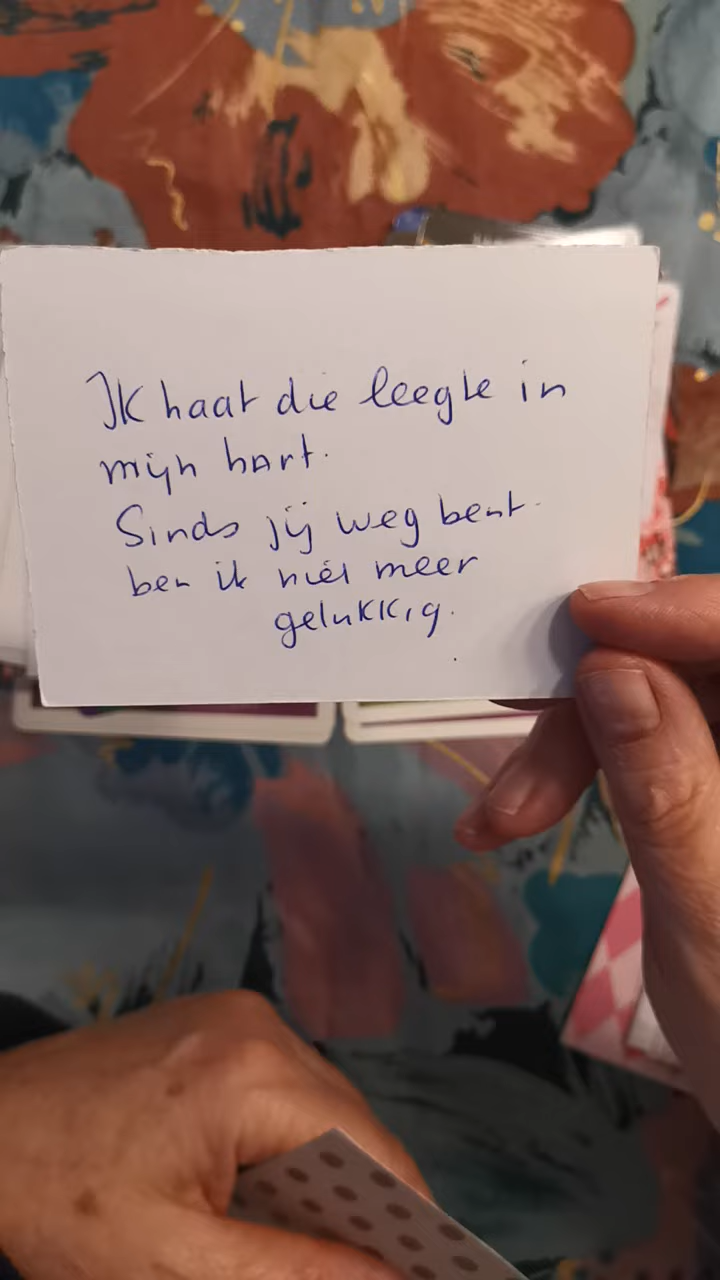 Ik haat die leegte in
mijn hart.
Sinds jij weg bent
ben ik niet meer
gelukkig.